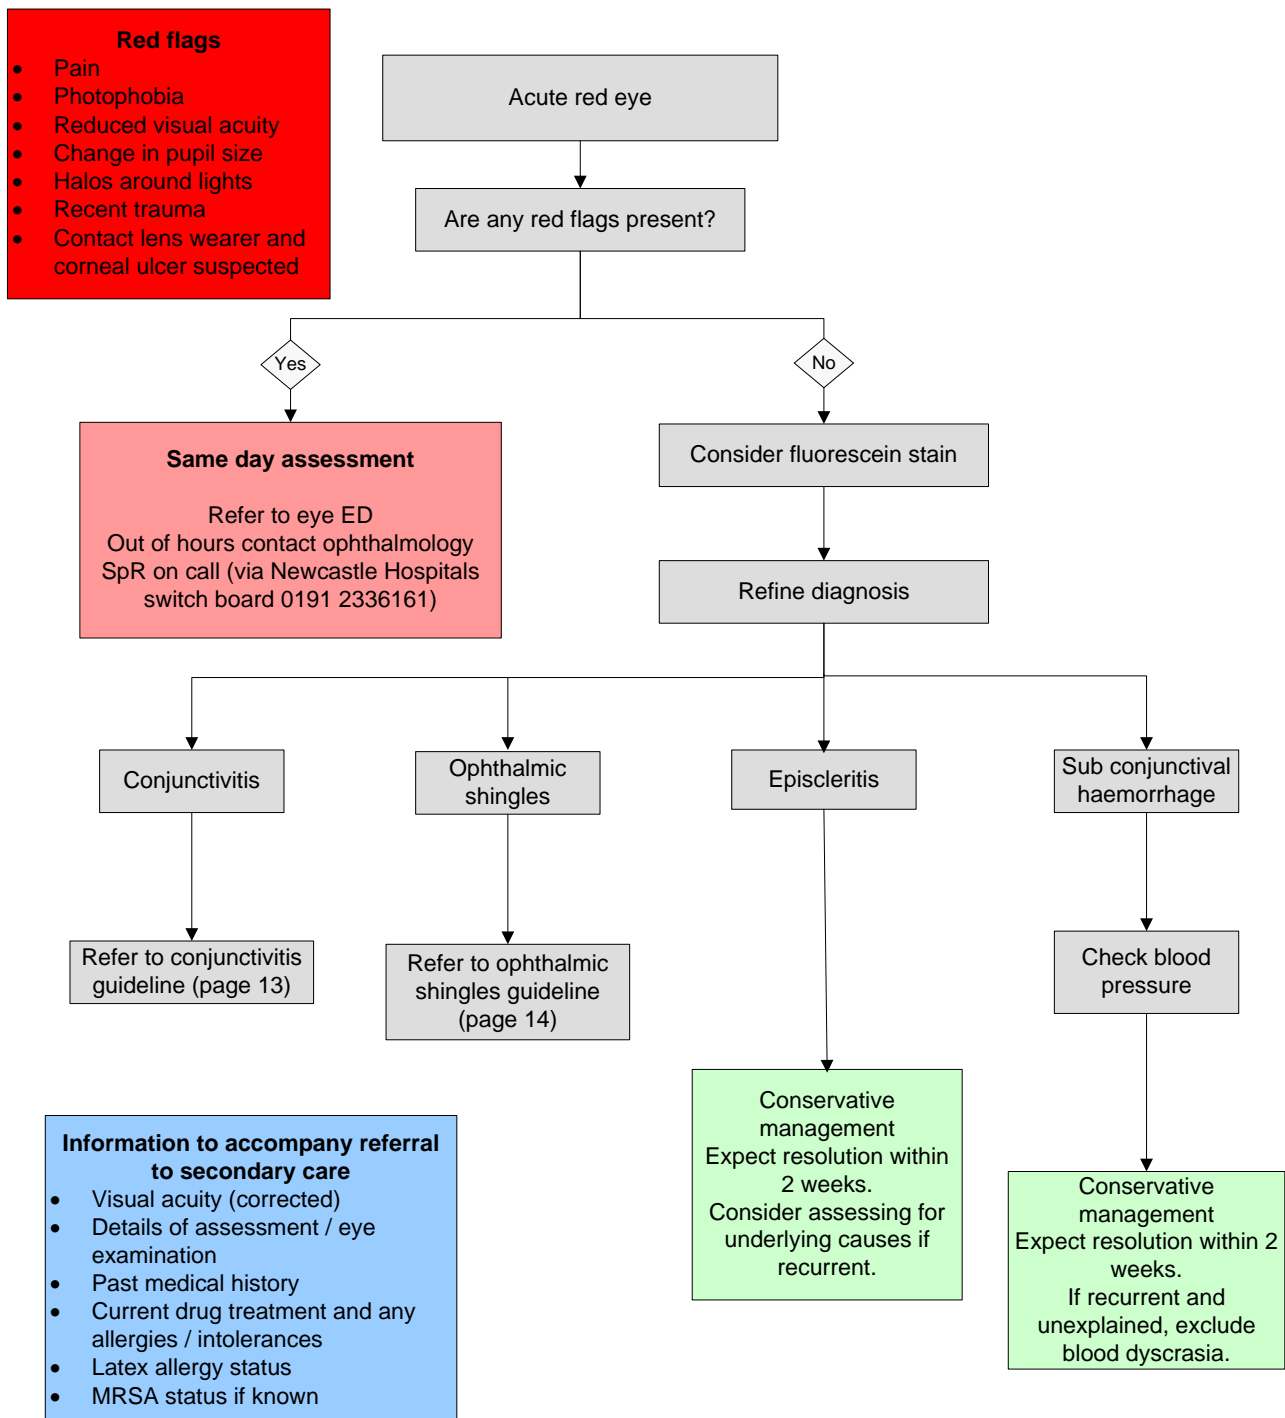 Red flags
• Pain
• Photophobia
• Reduced visual acuity
• Change in pupil size
• Halos around lights
• Recent trauma
• Contact lens wearer and
corneal ulcer suspected
Acute red eye
Are any red flags present?
Yes
No
Same day assessment
Refer to eye ED
Out of hours contact ophthalmology
SpR on call (via Newcastle Hospitals
switch board 0191 2336161)
Consider fluorescein stain
Refine diagnosis
Conjunctivitis
Ophthalmic
shingles
Episcleritis
Sub conjunctival
haemorrhage
Refer to conjunctivitis
guideline (page 13)
Refer to ophthalmic
shingles guideline
(page 14)
Check blood
pressure
Conservative
management
Expect resolution within
2 weeks.
Consider assessing for
underlying causes if
recurrent.
Conservative
management
Expect resolution within 2
weeks.
If recurrent and
unexplained, exclude
blood dyscrasia.
Information to accompany referral
to secondary care
• Visual acuity (corrected)
• Details of assessment / eye
examination
• Past medical history
• Current drug treatment and any
allergies / intolerances
• Latex allergy status
• MRSA status if known